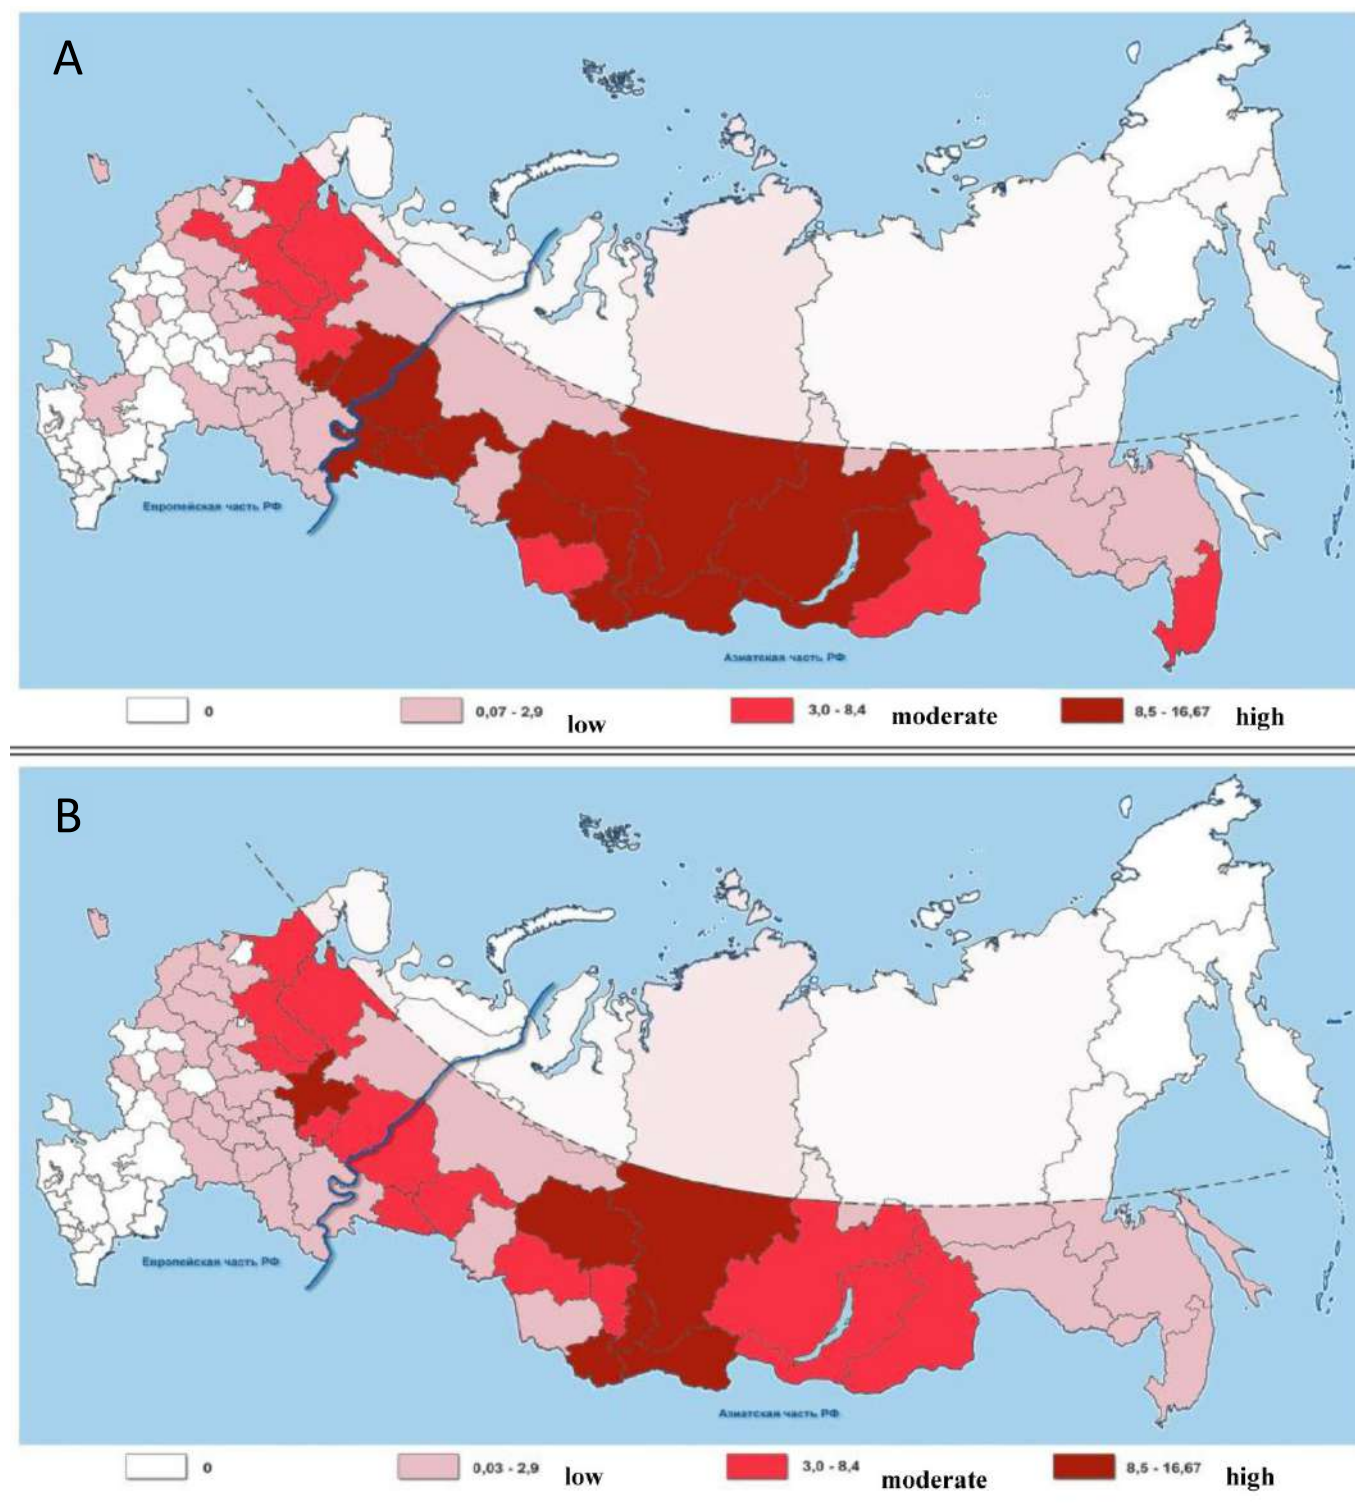 A
Европейская часть РФ
Азиатская часть РФ
0
0,07 - 2,9
low
3,0 - 8,4
moderate
8,5 - 16,67
high
B
Европейская часть РФ
Азиатская часть РФ
0
0,03 - 2,9
low
3,0 - 8,4
moderate
8,5 - 16,67
high